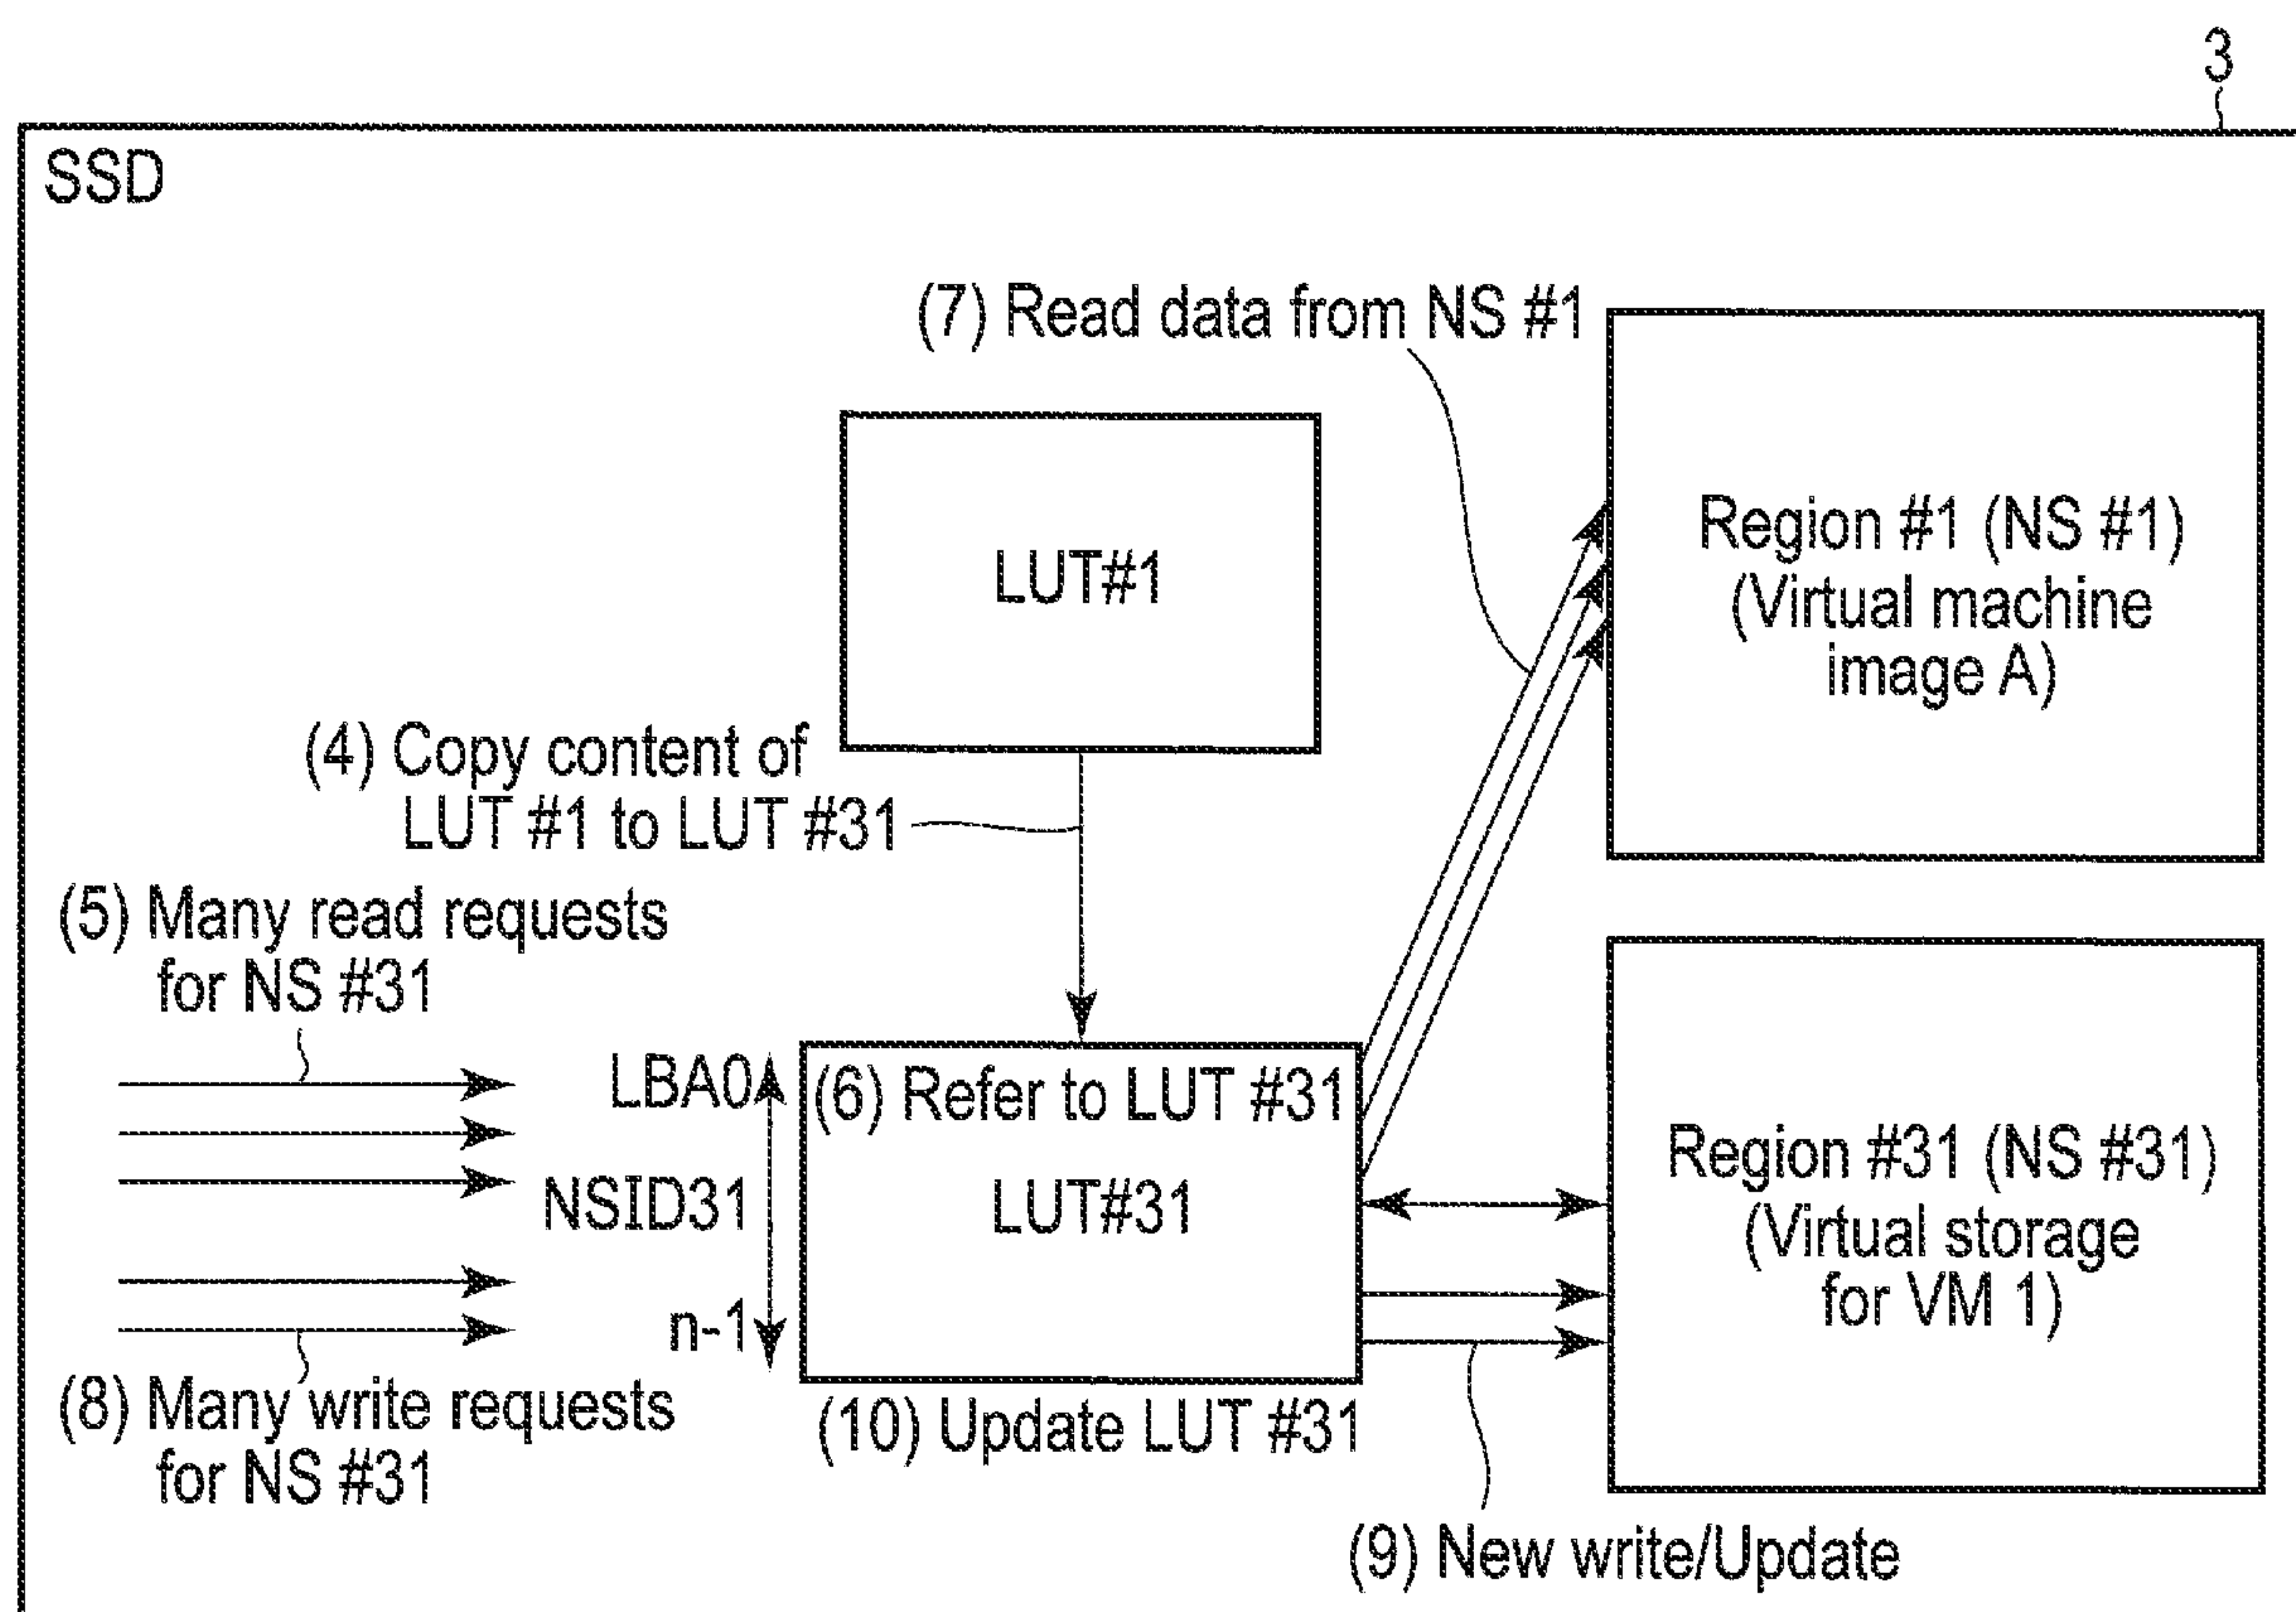 3
SSD
(7) Read data from NS #1
LUT#1
Region #1 (NS #1)
(Virtual machine
image A)
(4) Copy content of
LUT #1 to LUT #31
(5) Many read requests
for NS #31
LBA0
(6) Refer to LUT #31
NSID31
LUT#31
Region #31 (NS #31)
(Virtual storage
for VM 1)
n-1
(8) Many write requests
for NS #31
(10) Update LUT #31
(9) New write/Update